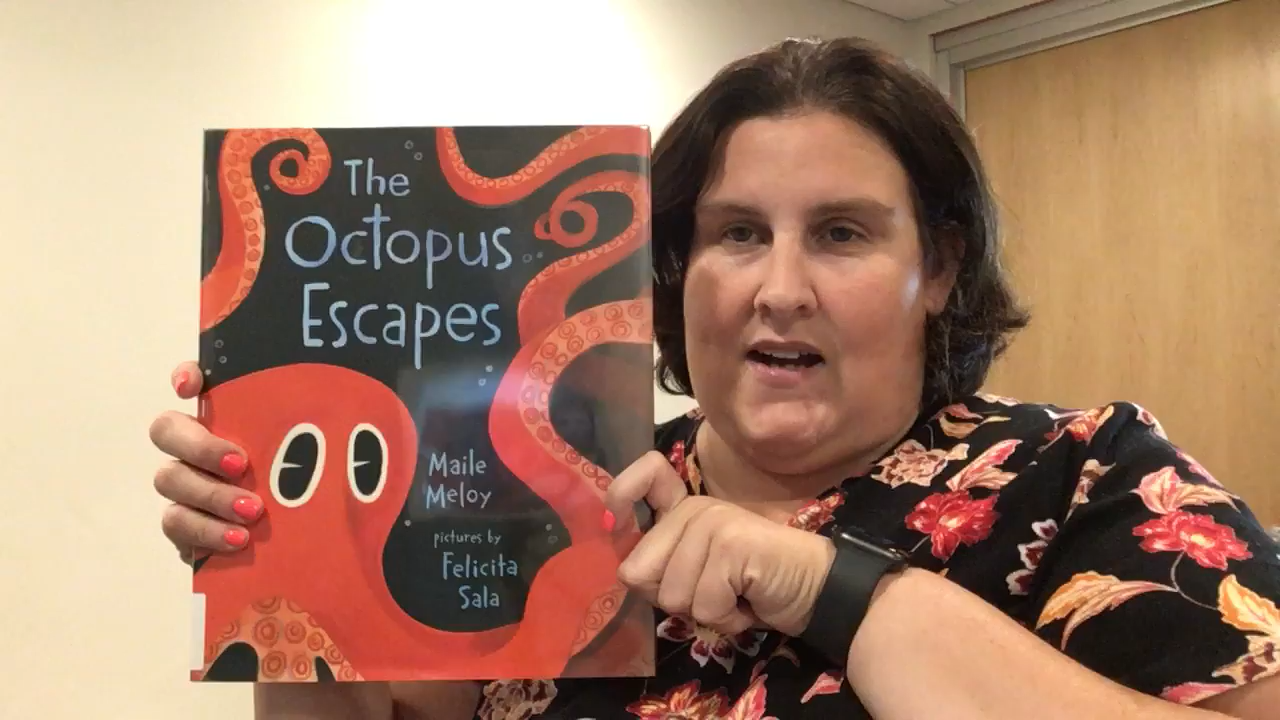 The
Octopus
Escapes
Maile
Meloy
pictures by
Felicita
Sala